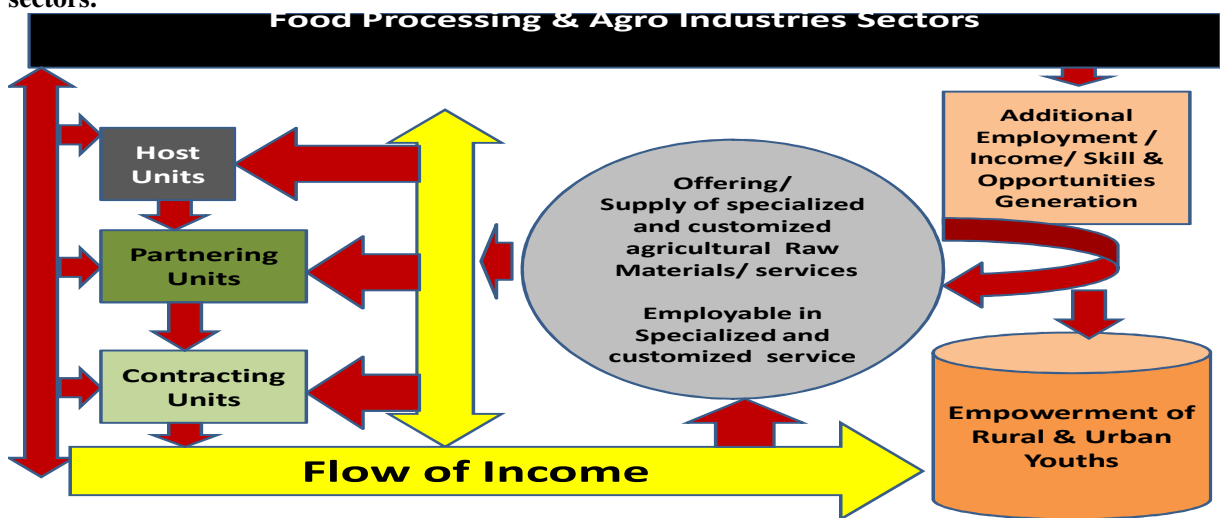 sectors.
Food Processing & Agro Industries Sectors
Host
Units
Partnering
Units
Contracting
Units
Offering/
Supply of specialized
and customized
agricultural Raw
Materials/ services
Employable in
Specialized and
customized service
Additional
Employment /
Income/ Skill &
Opportunities
Generation
Empowerment of
Rural & Urban
Youths
Flow of Income